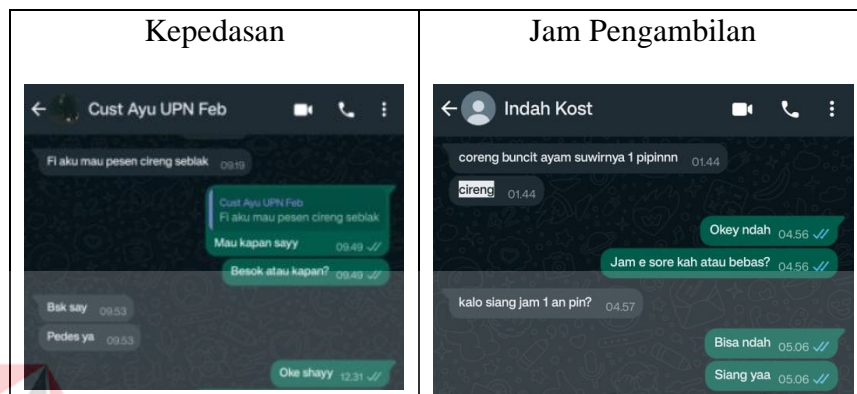 Kepedasan
Cust Ayu UPN Feb
Fi aku mau pesen cireng seblak 09.19
Cust Ayu UPN Feb
Fi aku mau pesen cireng seblak
Mau kapan sayy 09.49
Besok atau kapan? 09.49
Bsk say 09.53
Pedes ya 09.53
Oke shayy 12.31
Jam Pengambilan
Indah Kost
coreng buncit ayam suwirnya 1 pipinnn 01.44
cireng 01.44
Okey ndah 04.56
Jam e sore kah atau bebas? 04.56
kalo siang jam 1 an pin? 04.57
Bisa ndah 05.06
Siang yaa 05.06